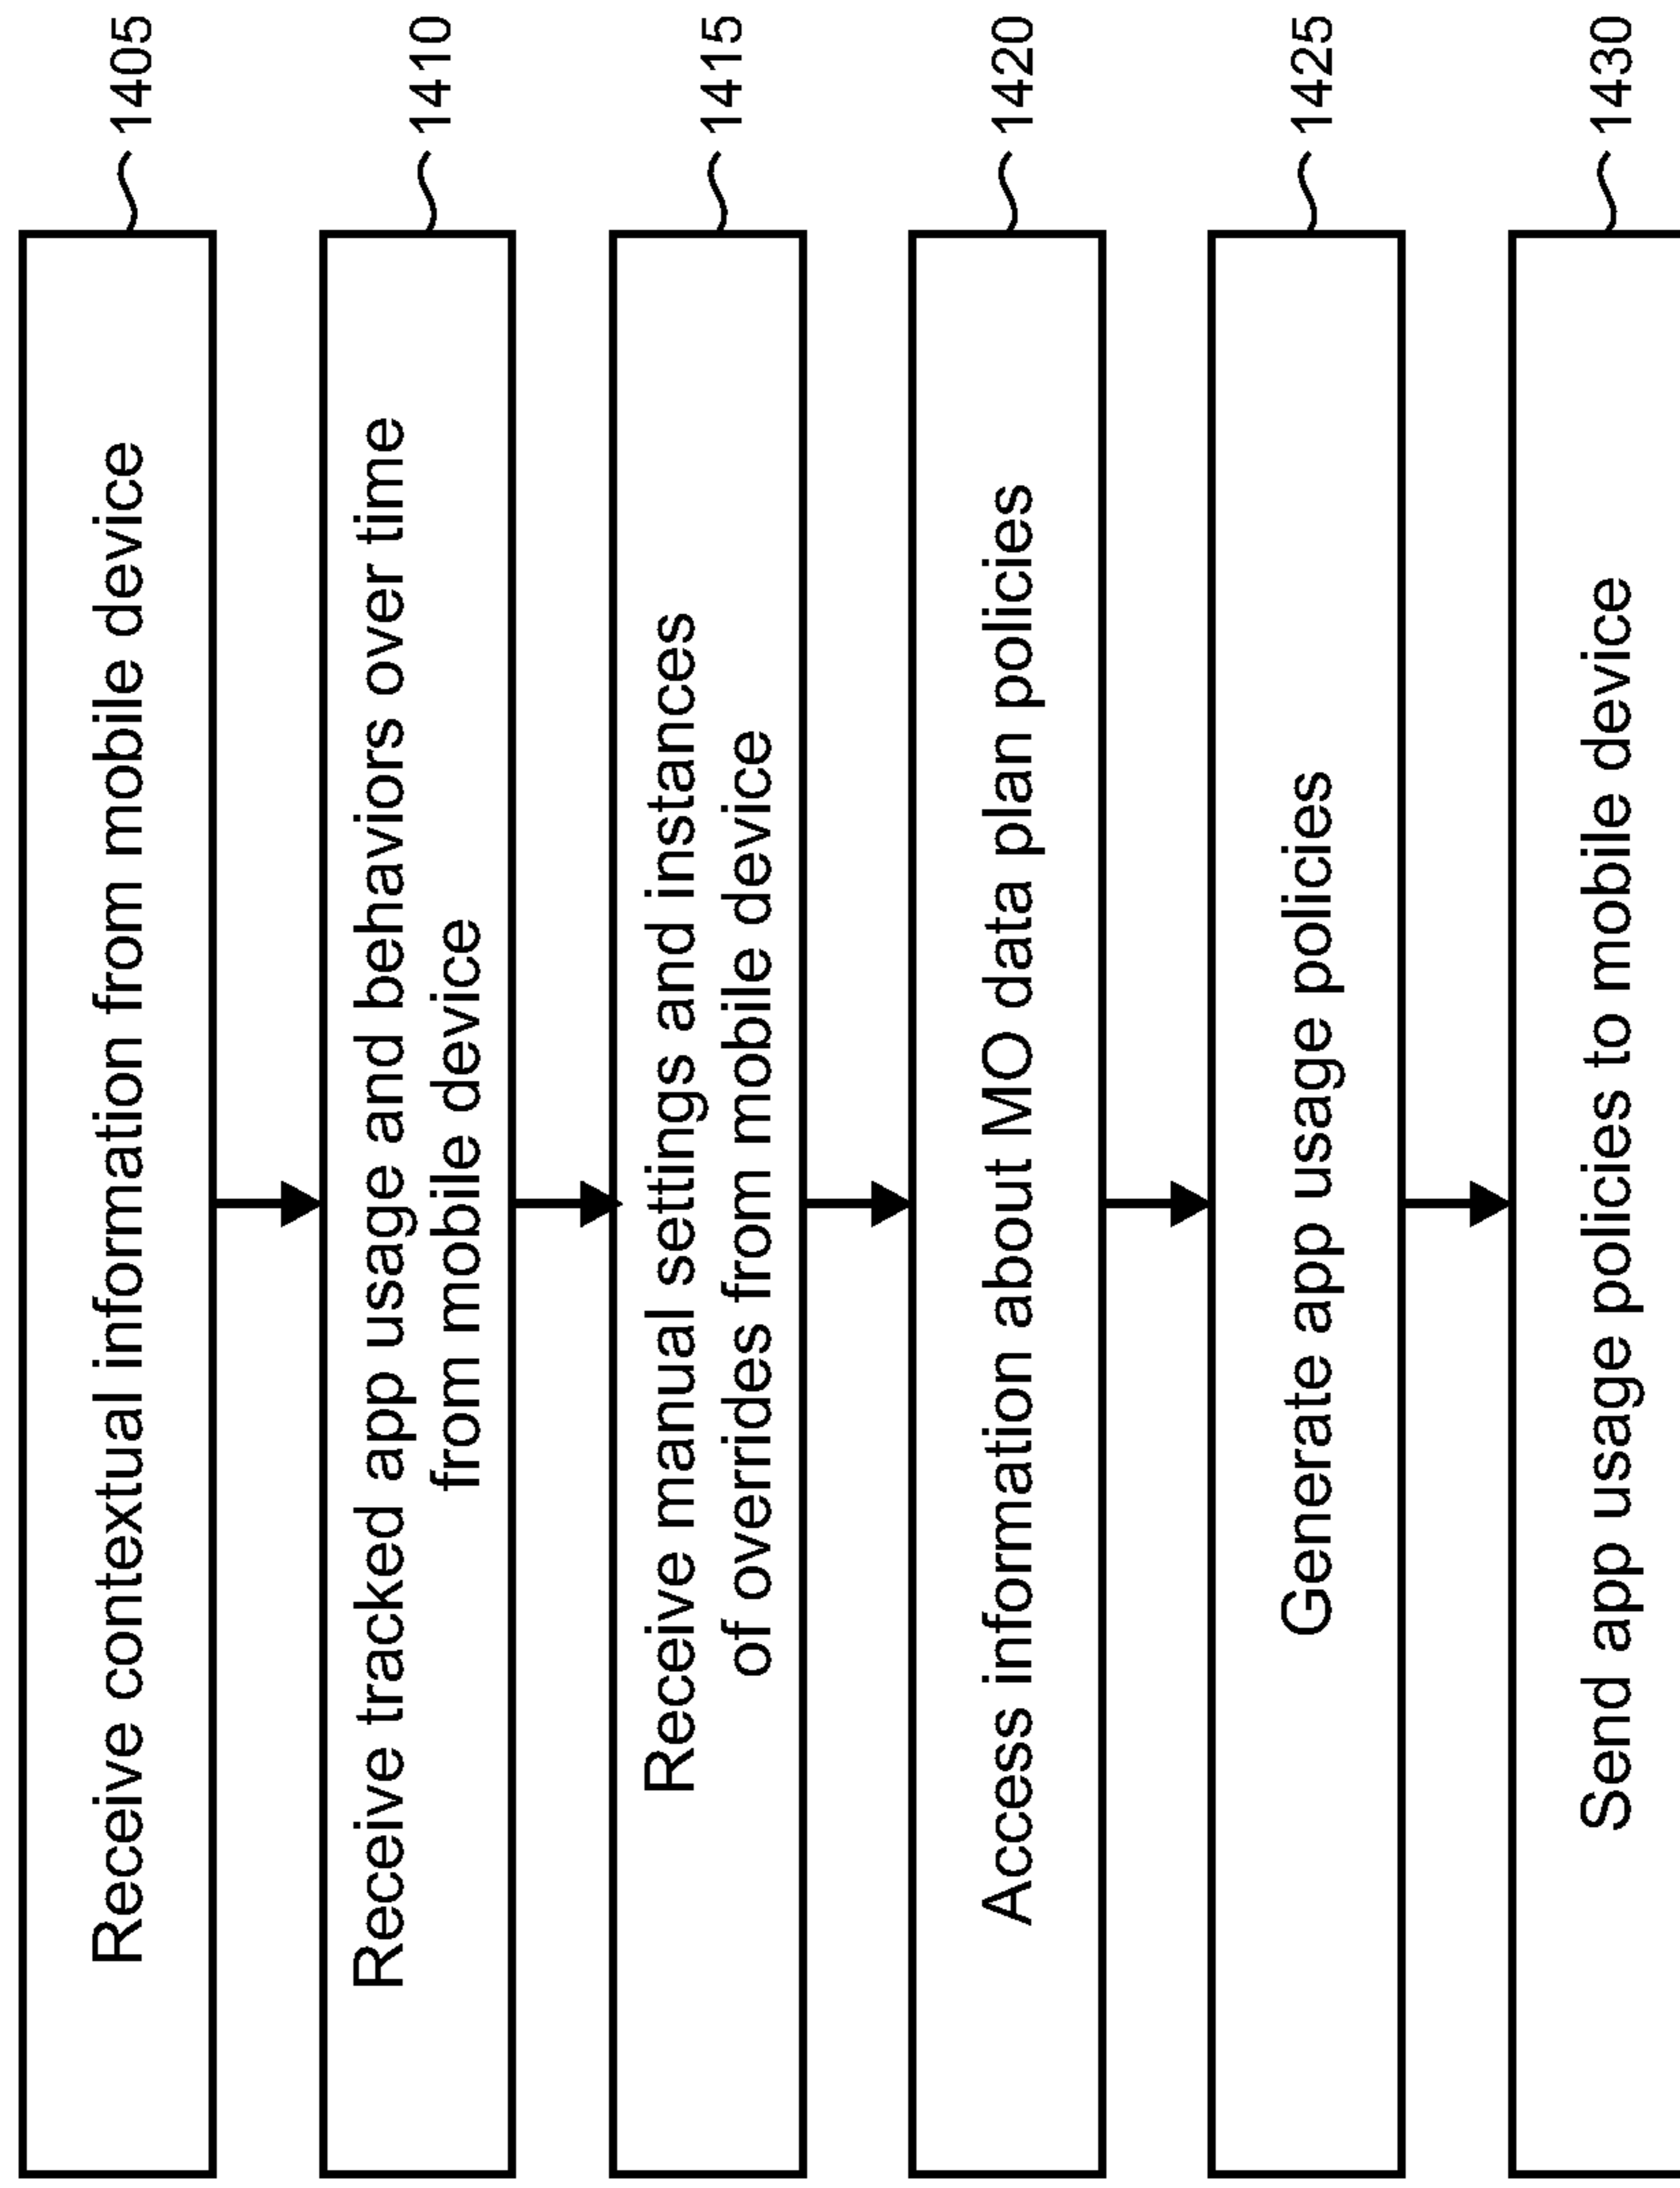 Receive contextual information from mobile device
1405
Receive tracked app usage and behaviors over time
from mobile device
1410
Receive manual settings and instances
of overrides from mobile device
1415
Access information about MO data plan policies
1420
Generate app usage policies
1425
Send app usage policies to mobile device
1430